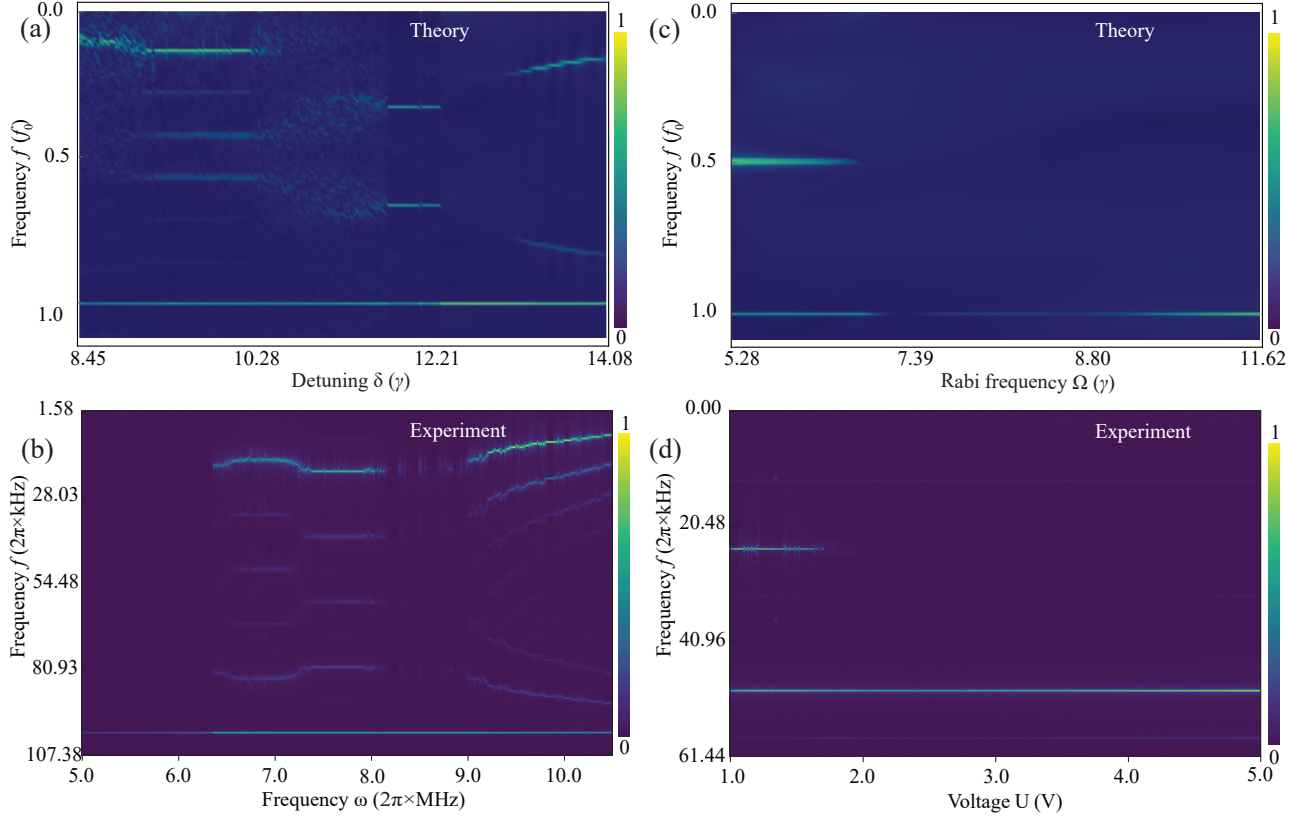 (a)
Theory
1
0
0.0
0.5
1.0
Frequency f (f₀)
8.45 10.28 12.21 14.08
Detuning δ (γ)
(c)
Theory
1
0
0.0
0.5
1.0
Frequency f (f₀)
5.28 7.39 8.80 11.62
Rabi frequency Ω (γ)
(b)
Experiment
1
0
1.58
28.03
54.48
80.93
107.38
Frequency f (2π×kHz)
5.0 6.0 7.0 8.0 9.0 10.0
Frequency ω (2π×MHz)
(d)
Experiment
1
0
0.00
20.48
40.96
61.44
Frequency f (2π×kHz)
1.0 2.0 3.0 4.0 5.0
Voltage U (V)